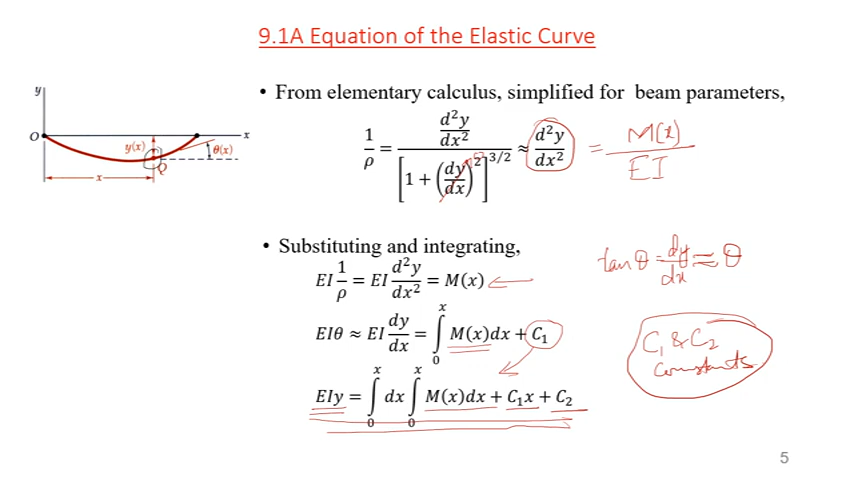 9.1A Equation of the Elastic Curve
• From elementary calculus, simplified for beam parameters,
1/ρ = (d²y/dx²) / [1 + (dy/dx)²]^3/2 ≈ d²y/dx² = M(x)/EI
y
O
x
y(x)
θ(x)
Q
x
• Substituting and integrating,
EI 1/ρ = EI d²y/dx² = M(x)
tan θ = dy/dx ≈ θ
EIθ ≈ EI dy/dx = ∫₀ˣ M(x)dx + C₁
C₁ & C₂
constants
EIy = ∫₀ˣ dx ∫₀ˣ M(x)dx + C₁x + C₂
5